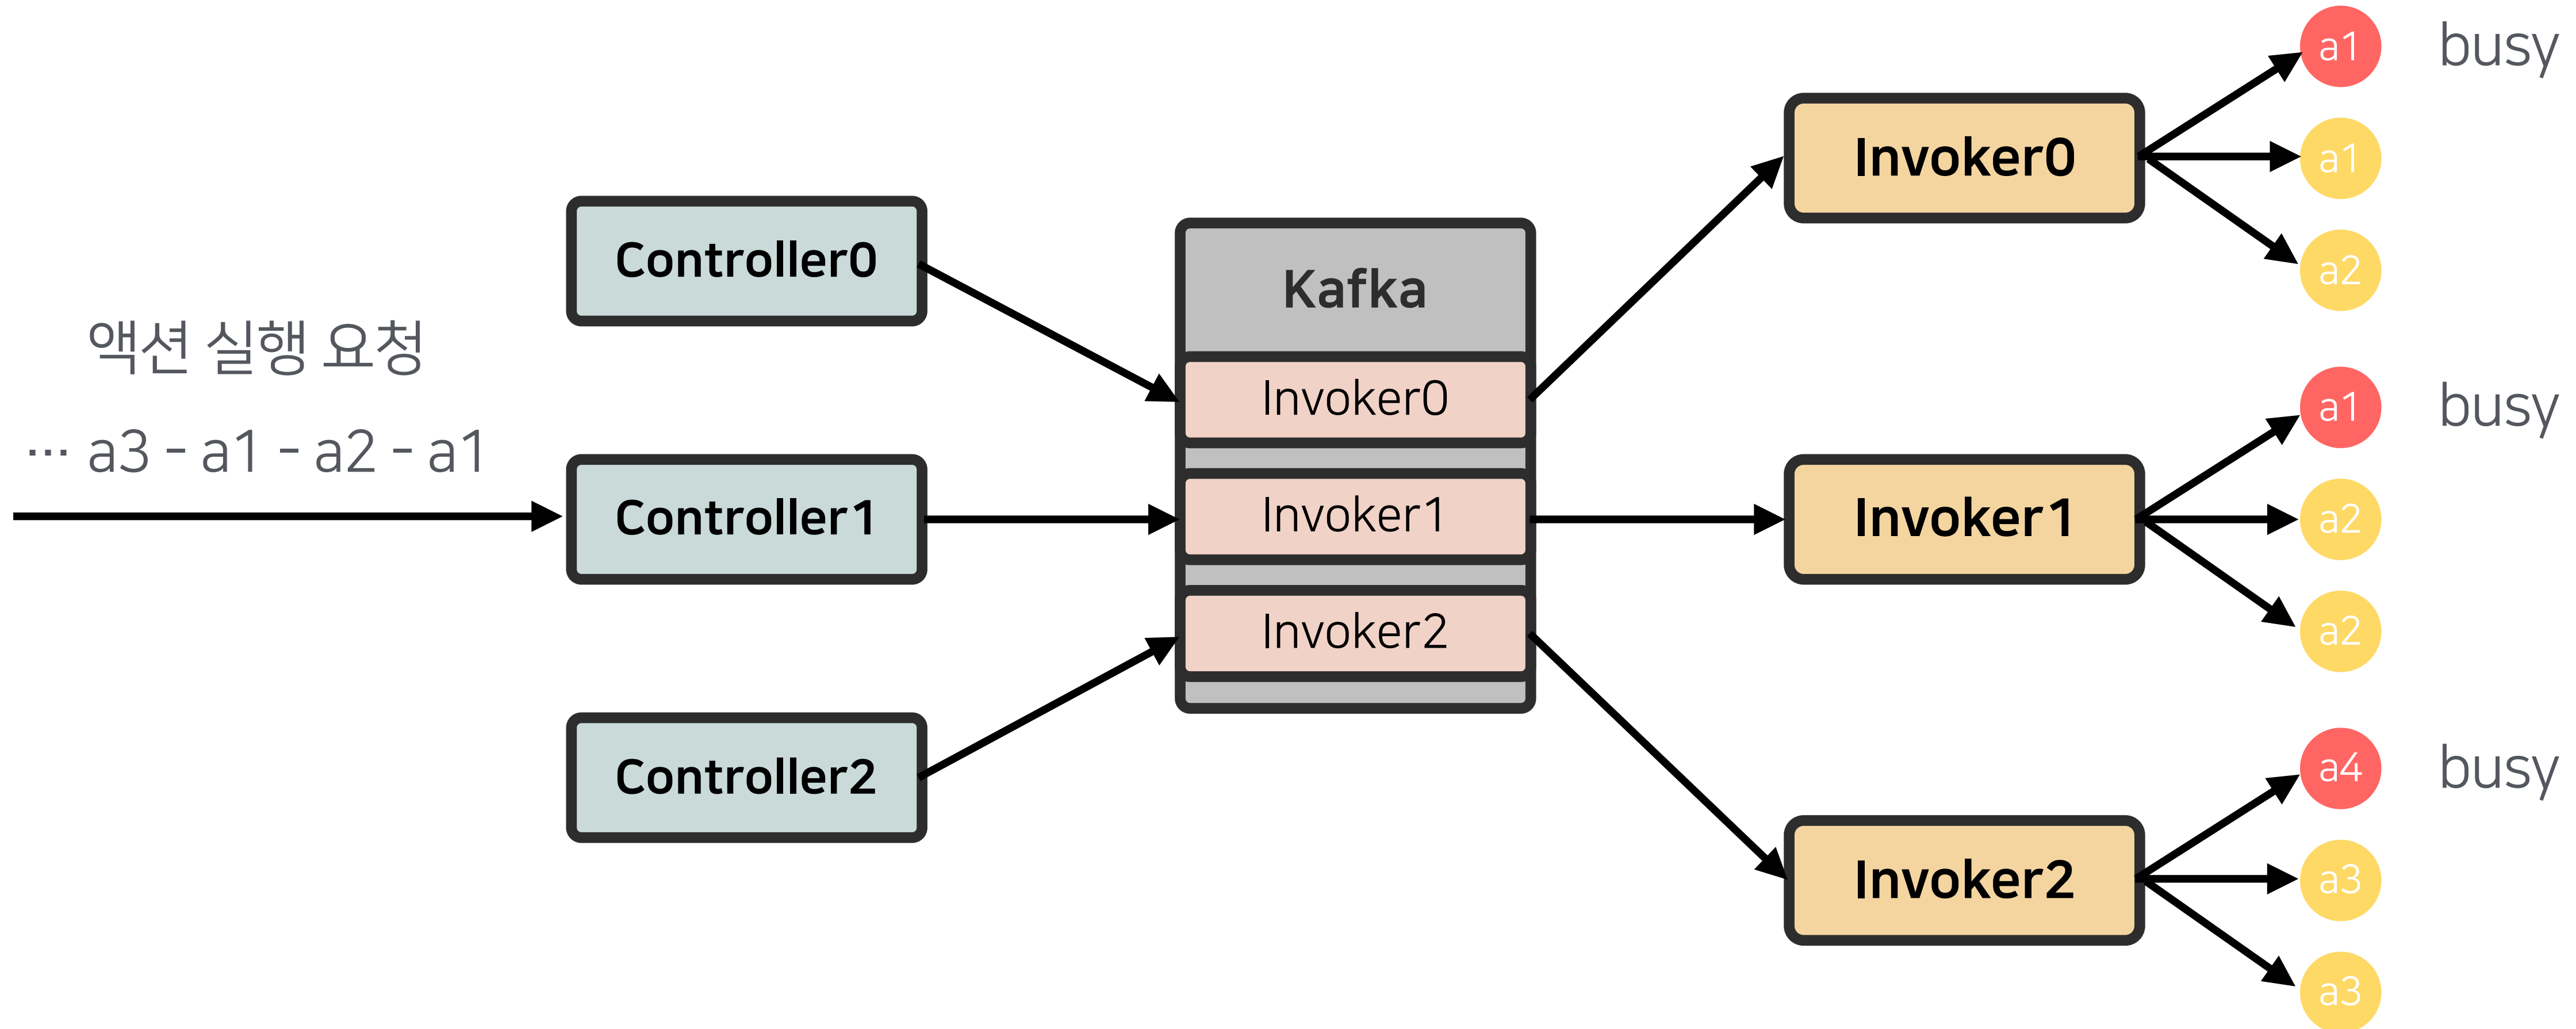 액션 실행 요청
... a3 - a1 - a2 - a1
Controller0
Controller1
Controller2
Kafka
Invoker0
Invoker1
Invoker2
Invoker0
a1 busy
a1
a2
Invoker1
a1 busy
a2
a2
Invoker2
a4 busy
a3
a3